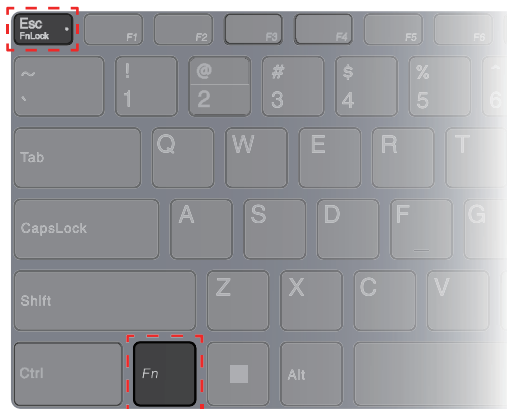 Esc
FnLock
F1
F2
F3
F4
F5
F6
~
`
!
1
@
2
#
3
$
4
%
5
^
6
Tab
Q
W
E
R
T
CapsLock
A
S
D
F
G
Shift
Z
X
C
V
Ctrl
Fn
Alt